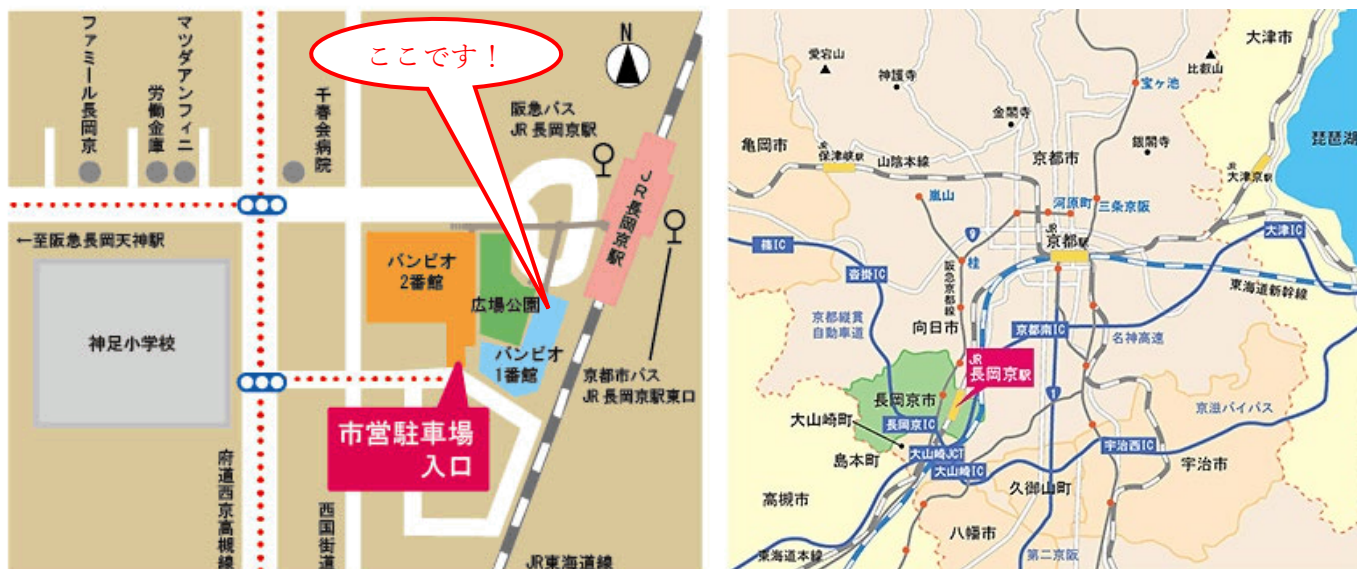 ファミール長岡京
労働金庫
マツダアンフィニ
千春会病院
ここです！
N
阪急バス
JR長岡京駅
JR長岡京駅
←至阪急長岡天神駅
バンビオ
2番館
広場公園
バンビオ
1番館
神足小学校
京都市バス
JR長岡京駅東口
市営駐車場
入口
府道西京高槻線
西国街道
JR東海道線
愛宕山
神護寺
金閣寺
宝ヶ池
比叡山
大津市
銀閣寺
琵琶湖
亀岡市
JR
保津峡駅
山陰本線
京都市
JR
大津京駅
嵐山
河原町
三条京阪
9
JR
京都駅
篠IC
沓掛IC
桂
大津IC
阪急京都線
東海道新幹線
京都縦貫
自動車道
向日市
京都南IC
名神高速
JR
長岡京駅
1
長岡京市
大山崎町
長岡京IC
京滋バイパス
島本町
大山崎JCT
大山崎IC
宇治西IC
宇治市
高槻市
久御山町
八幡市
東海道本線
第二京阪